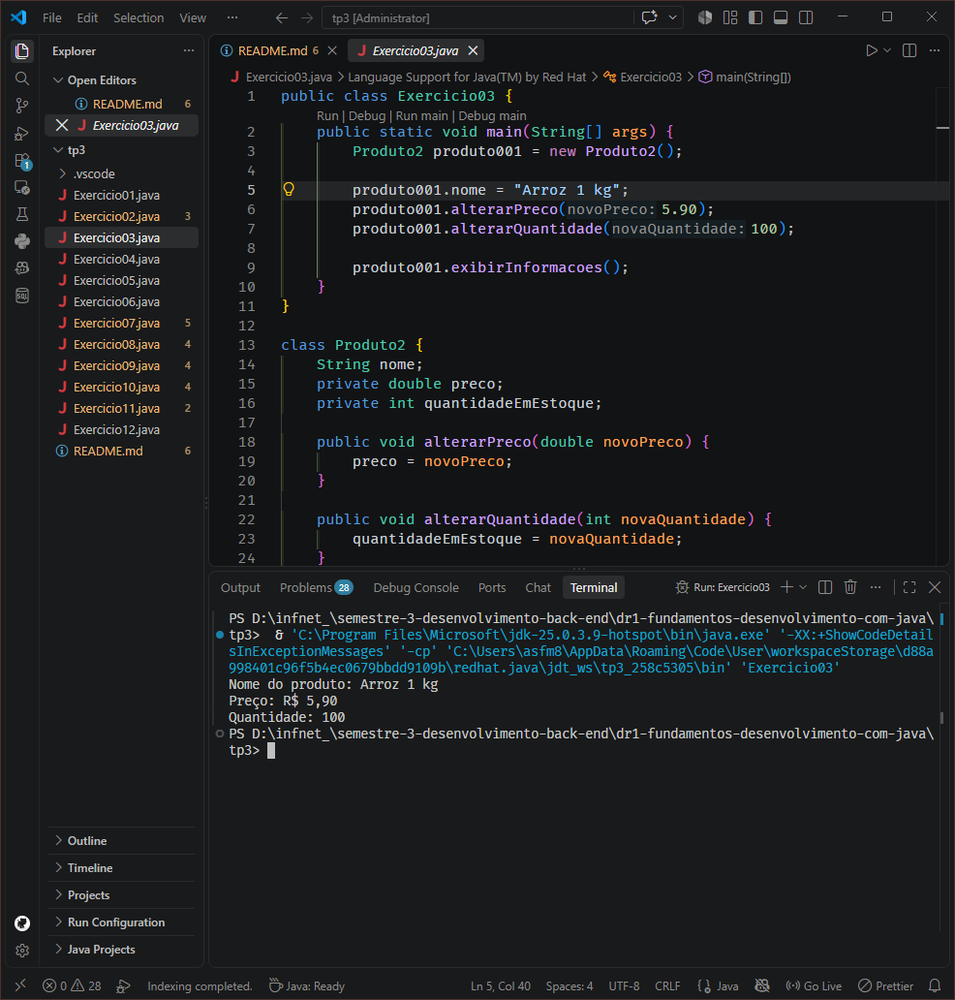 File Edit Selection View ··· tp3 [Administrator]
Explorer ···
Open Editors
README.md 6
Exercicio03.java
tp3
.vscode
Exercicio01.java
Exercicio02.java 3
Exercicio03.java
Exercicio04.java
Exercicio05.java
Exercicio06.java
Exercicio07.java 5
Exercicio08.java 4
Exercicio09.java 4
Exercicio10.java 4
Exercicio11.java 2
Exercicio12.java
README.md 6
1
SQL
Outline
Timeline
Projects
Run Configuration
Java Projects
README.md 6 Exercicio03.java
Exercicio03.java > Language Support for Java(TM) by Red Hat > Exercicio03 > main(String[])
1 public class Exercicio03 {
Run | Debug | Run main | Debug main
2 public static void main(String[] args) {
3 Produto2 produto001 = new Produto2();
4
5 produto001.nome = "Arroz 1 kg";
6 produto001.alterarPreco(novoPreco: 5.90);
7 produto001.alterarQuantidade(novaQuantidade: 100);
8
9 produto001.exibirInformacoes();
10 }
11 }
12
13 class Produto2 {
14 String nome;
15 private double preco;
16 private int quantidadeEmEstoque;
17
18 public void alterarPreco(double novoPreco) {
19 preco = novoPreco;
20 }
21
22 public void alterarQuantidade(int novaQuantidade) {
23 quantidadeEmEstoque = novaQuantidade;
24 }
Output Problems 28 Debug Console Ports Chat Terminal Run: Exercicio03
PS D:\infnet_\semestre-3-desenvolvimento-back-end\dr1-fundamentos-desenvolvimento-com-java\
tp3> & 'C:\Program Files\Microsoft\jdk-25.0.3.9-hotspot\bin\java.exe' '-XX:+ShowCodeDetail
sInExceptionMessages' '-cp' 'C:\Users\asfm8\AppData\Roaming\Code\User\workspaceStorage\d88a
998401c96f5b4ec0679bbdd9109b\redhat.java\jdt_ws\tp3_258c5305\bin' 'Exercicio03'
Nome do produto: Arroz 1 kg
Preço: R$ 5,90
Quantidade: 100
PS D:\infnet_\semestre-3-desenvolvimento-back-end\dr1-fundamentos-desenvolvimento-com-java\
tp3>
0 28 Indexing completed. Java: Ready Ln 5, Col 40 Spaces: 4 UTF-8 CRLF {} Java Go Live Prettier